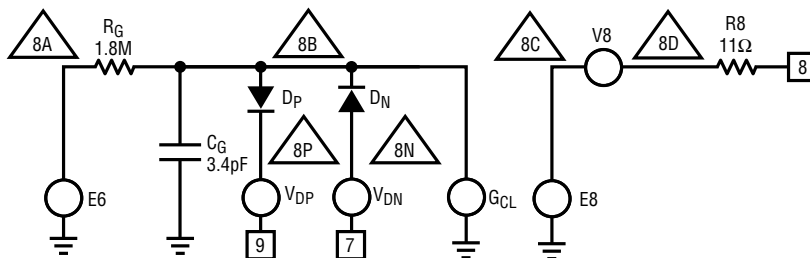 8A
RG
1.8M
8B
8C
V8
8D
R8
11Ω
8
DP
DN
CG
3.4pF
8P
8N
E6
VDP
VDN
GCL
E8
9
7